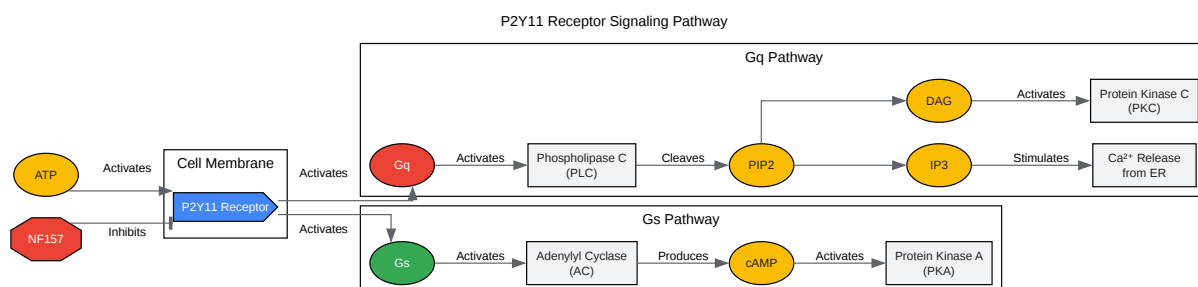 P2Y11 Receptor Signaling Pathway
Gq Pathway
DAG
Activates
Protein Kinase C
(PKC)
Cell Membrane
ATP
Activates
Activates
Gq
Activates
Phospholipase C
(PLC)
Cleaves
PIP2
IP3
Stimulates
Ca²⁺ Release
from ER
P2Y11 Receptor
NF157
Inhibits
Activates
Gs Pathway
Gs
Activates
Adenylyl Cyclase
(AC)
Produces
cAMP
Activates
Protein Kinase A
(PKA)